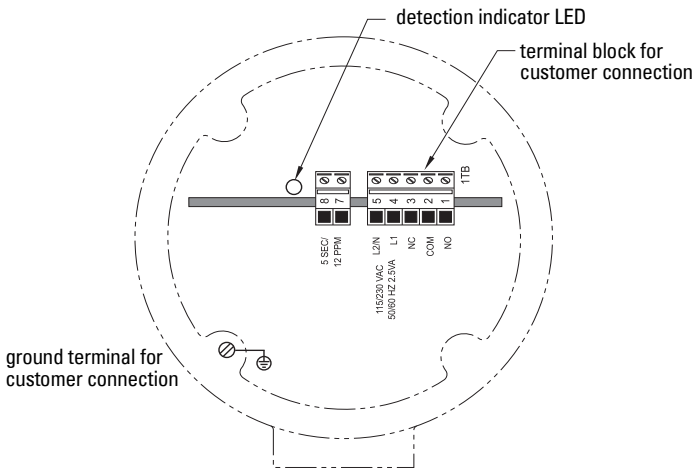 detection indicator LED
terminal block for
customer connection
1TB
8
7
5
4
3
2
1
5 SEC/
12 PPM
L2/N
L1
NC
COM
NO
115/230 VAC
50/60 HZ 2.5VA
ground terminal for
customer connection